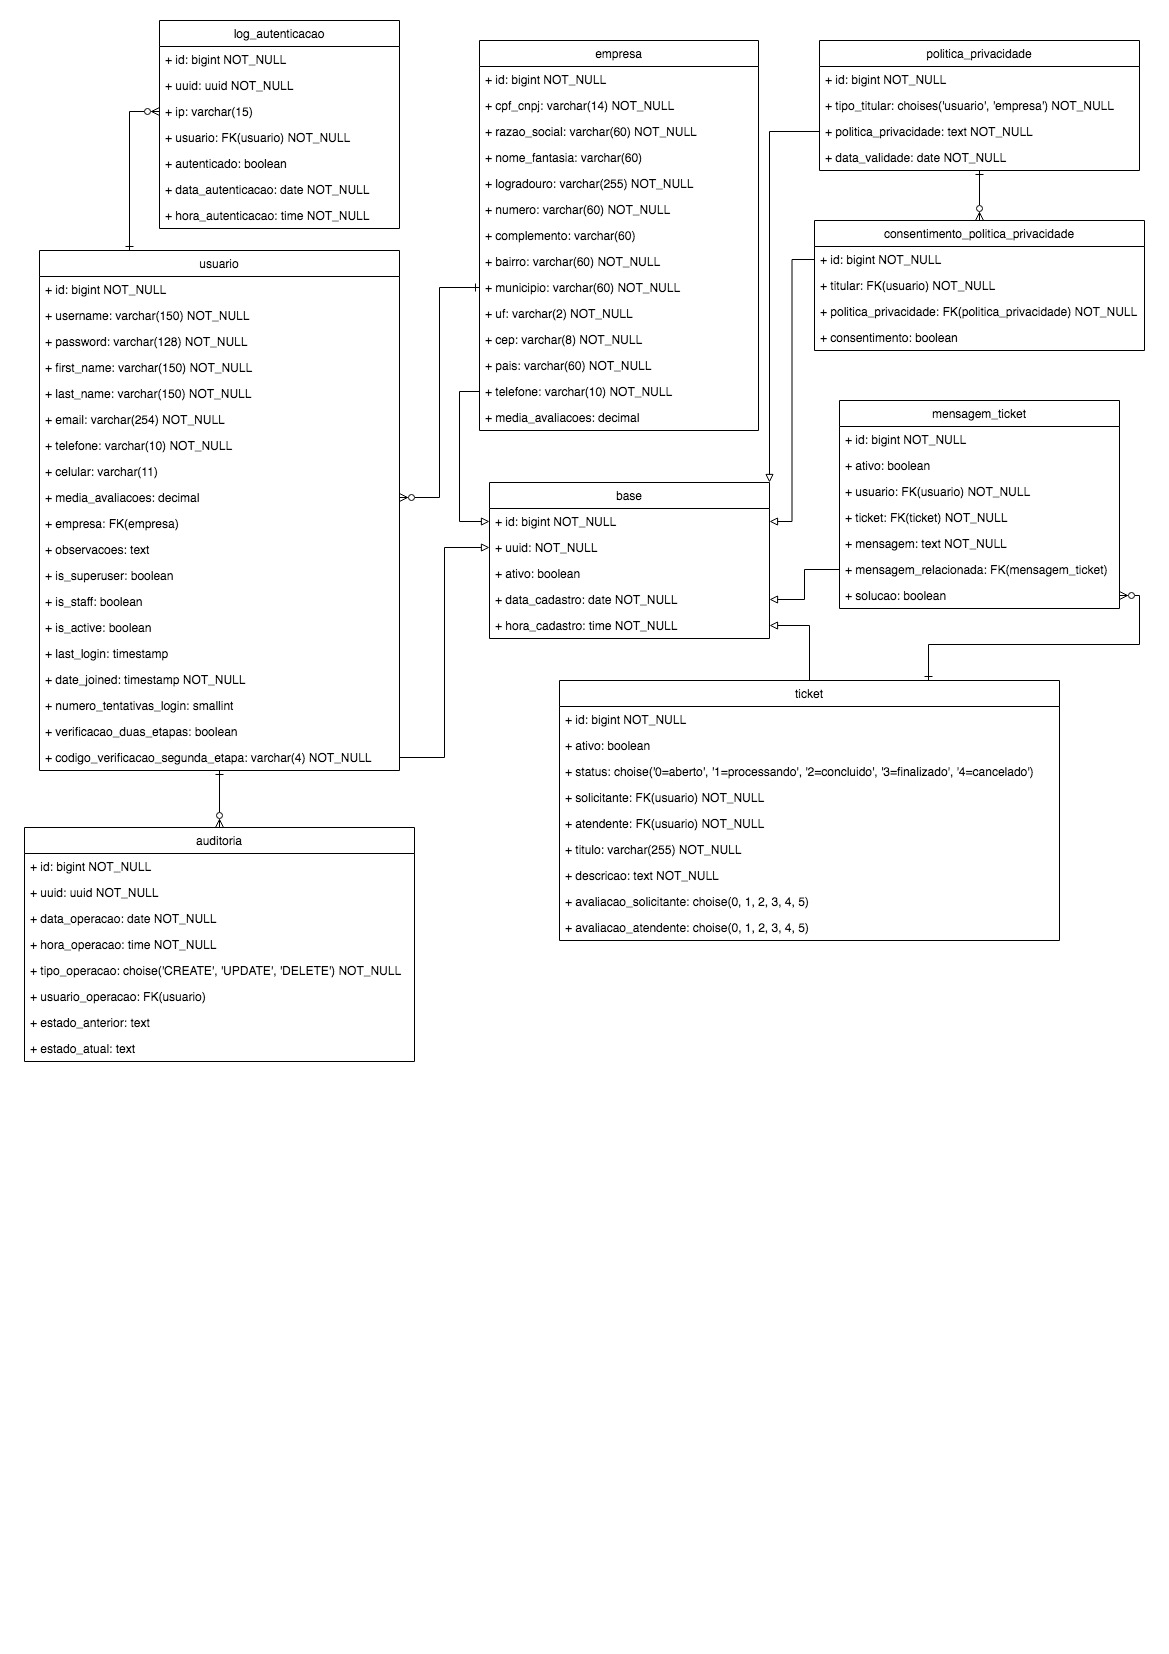 log_autenticacao
+ id: bigint NOT_NULL
+ uuid: uuid NOT_NULL
+ ip: varchar(15)
+ usuario: FK(usuario) NOT_NULL
+ autenticado: boolean
+ data_autenticacao: date NOT_NULL
+ hora_autenticacao: time NOT_NULL
empresa
+ id: bigint NOT_NULL
+ cpf_cnpj: varchar(14) NOT_NULL
+ razao_social: varchar(60) NOT_NULL
+ nome_fantasia: varchar(60)
+ logradouro: varchar(255) NOT_NULL
+ numero: varchar(60) NOT_NULL
+ complemento: varchar(60)
+ bairro: varchar(60) NOT_NULL
+ municipio: varchar(60) NOT_NULL
+ uf: varchar(2) NOT_NULL
+ cep: varchar(8) NOT_NULL
+ pais: varchar(60) NOT_NULL
+ telefone: varchar(10) NOT_NULL
+ media_avaliacoes: decimal
politica_privacidade
+ id: bigint NOT_NULL
+ tipo_titular: choises('usuario', 'empresa') NOT_NULL
+ politica_privacidade: text NOT_NULL
+ data_validade: date NOT_NULL
consentimento_politica_privacidade
+ id: bigint NOT_NULL
+ titular: FK(usuario) NOT_NULL
+ politica_privacidade: FK(politica_privacidade) NOT_NULL
+ consentimento: boolean
usuario
+ id: bigint NOT_NULL
+ username: varchar(150) NOT_NULL
+ password: varchar(128) NOT_NULL
+ first_name: varchar(150) NOT_NULL
+ last_name: varchar(150) NOT_NULL
+ email: varchar(254) NOT_NULL
+ telefone: varchar(10) NOT_NULL
+ celular: varchar(11)
+ media_avaliacoes: decimal
+ empresa: FK(empresa)
+ observacoes: text
+ is_superuser: boolean
+ is_staff: boolean
+ is_active: boolean
+ last_login: timestamp
+ date_joined: timestamp NOT_NULL
+ numero_tentativas_login: smallint
+ verificacao_duas_etapas: boolean
+ codigo_verificacao_segunda_etapa: varchar(4) NOT_NULL
base
+ id: bigint NOT_NULL
+ uuid: NOT_NULL
+ ativo: boolean
+ data_cadastro: date NOT_NULL
+ hora_cadastro: time NOT_NULL
mensagem_ticket
+ id: bigint NOT_NULL
+ ativo: boolean
+ usuario: FK(usuario) NOT_NULL
+ ticket: FK(ticket) NOT_NULL
+ mensagem: text NOT_NULL
+ mensagem_relacionada: FK(mensagem_ticket)
+ solucao: boolean
ticket
+ id: bigint NOT_NULL
+ ativo: boolean
+ status: choise('0=aberto', '1=processando', '2=concluido', '3=finalizado', '4=cancelado')
+ solicitante: FK(usuario) NOT_NULL
+ atendente: FK(usuario) NOT_NULL
+ titulo: varchar(255) NOT_NULL
+ descricao: text NOT_NULL
+ avaliacao_solicitante: choise(0, 1, 2, 3, 4, 5)
+ avaliacao_atendente: choise(0, 1, 2, 3, 4, 5)
auditoria
+ id: bigint NOT_NULL
+ uuid: uuid NOT_NULL
+ data_operacao: date NOT_NULL
+ hora_operacao: time NOT_NULL
+ tipo_operacao: choise('CREATE', 'UPDATE', 'DELETE') NOT_NULL
+ usuario_operacao: FK(usuario)
+ estado_anterior: text
+ estado_atual: text